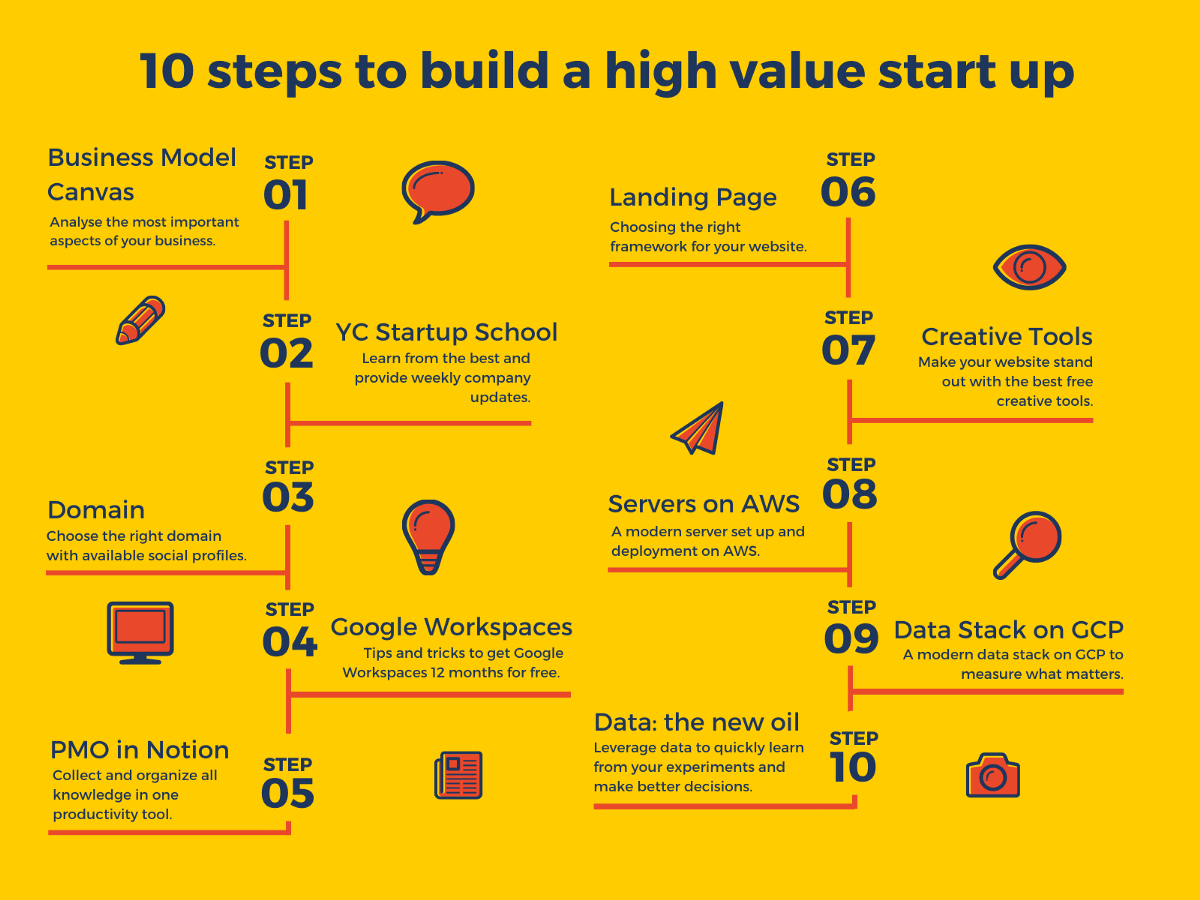 10 steps to build a high value start up
Business Model
Canvas
Analyse the most important
aspects of your business.
STEP
01
STEP
02
YC Startup School
Learn from the best and
provide weekly company
updates.
STEP
03
Domain
Choose the right domain
with available social profiles.
STEP
04
Google Workspaces
Tips and tricks to get Google
Workspaces 12 months for free.
PMO in Notion
Collect and organize all
knowledge in one
productivity tool.
STEP
05
STEP
06
Landing Page
Choosing the right
framework for your website.
STEP
07
Creative Tools
Make your website stand
out with the best free
creative tools.
STEP
08
Servers on AWS
A modern server set up and
deployment on AWS.
STEP
09
Data Stack on GCP
A modern data stack on GCP to
measure what matters.
Data: the new oil
Leverage data to quickly learn
from your experiments and
make better decisions.
STEP
10